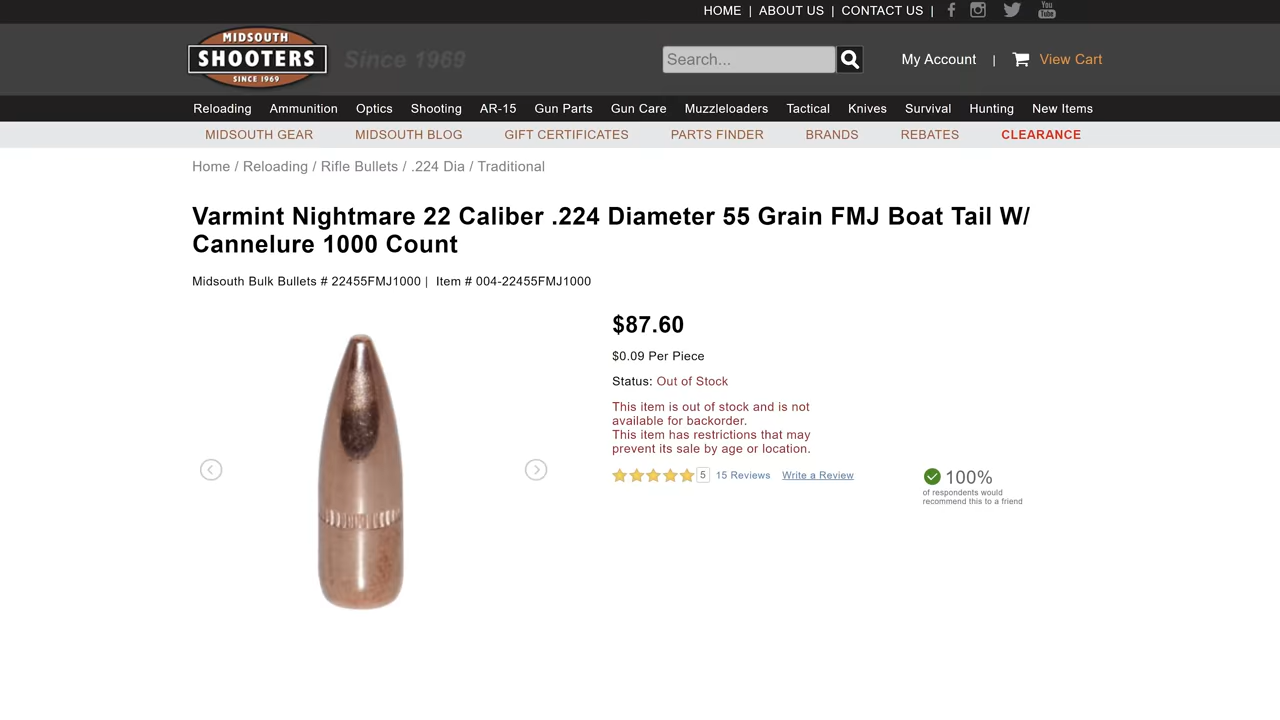 HOME | ABOUT US | CONTACT US |
You
Tube
MIDSOUTH
SHOOTERS
SINCE 1969
Since 1969
Search...
My Account | View Cart
Reloading Ammunition Optics Shooting AR-15 Gun Parts Gun Care Muzzleloaders Tactical Knives Survival Hunting New Items
MIDSOUTH GEAR MIDSOUTH BLOG GIFT CERTIFICATES PARTS FINDER BRANDS REBATES CLEARANCE
Home / Reloading / Rifle Bullets / .224 Dia / Traditional
Varmint Nightmare 22 Caliber .224 Diameter 55 Grain FMJ Boat Tail W/
Cannelure 1000 Count
Midsouth Bulk Bullets # 22455FMJ1000 | Item # 004-22455FMJ1000
$87.60
$0.09 Per Piece
Status: Out of Stock
This item is out of stock and is not
available for backorder.
This item has restrictions that may
prevent its sale by age or location.
5 15 Reviews Write a Review
100%
of respondents would
recommend this to a friend